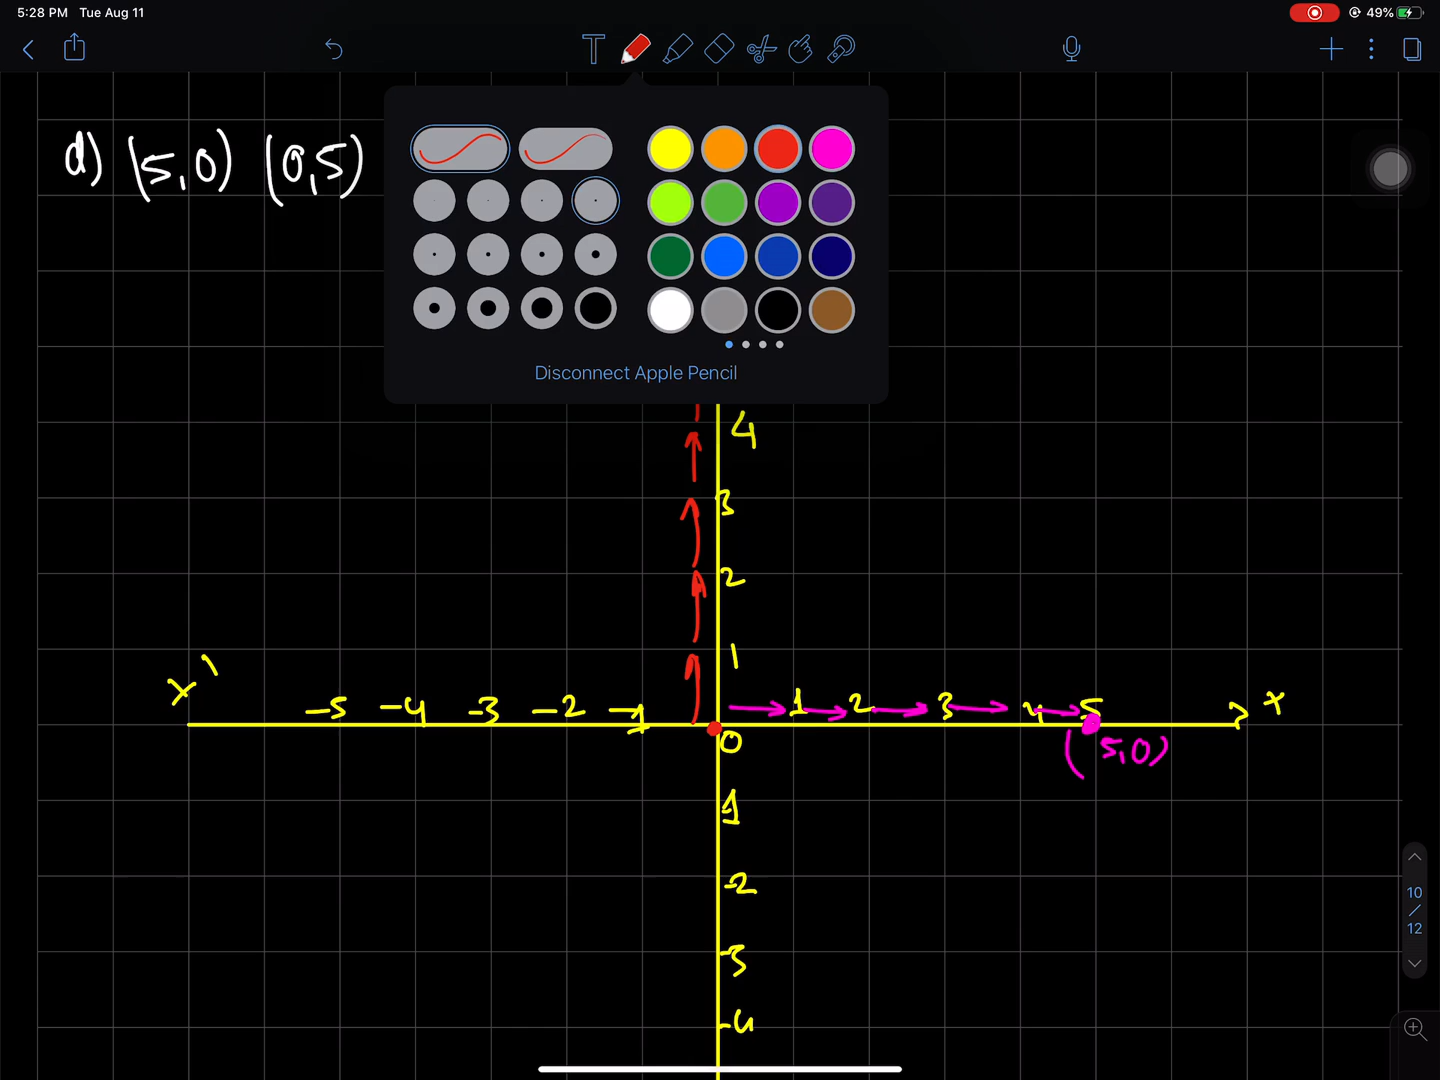 5:28 PM Tue Aug 11
49%
T
d) (5,0) (0,5)
Disconnect Apple Pencil
4
3
2
1
x'
-5 -4 -3 -2 -1
1 2 3 4 5
x
0
(5,0)
-1
-2
-3
-4
10
/
12